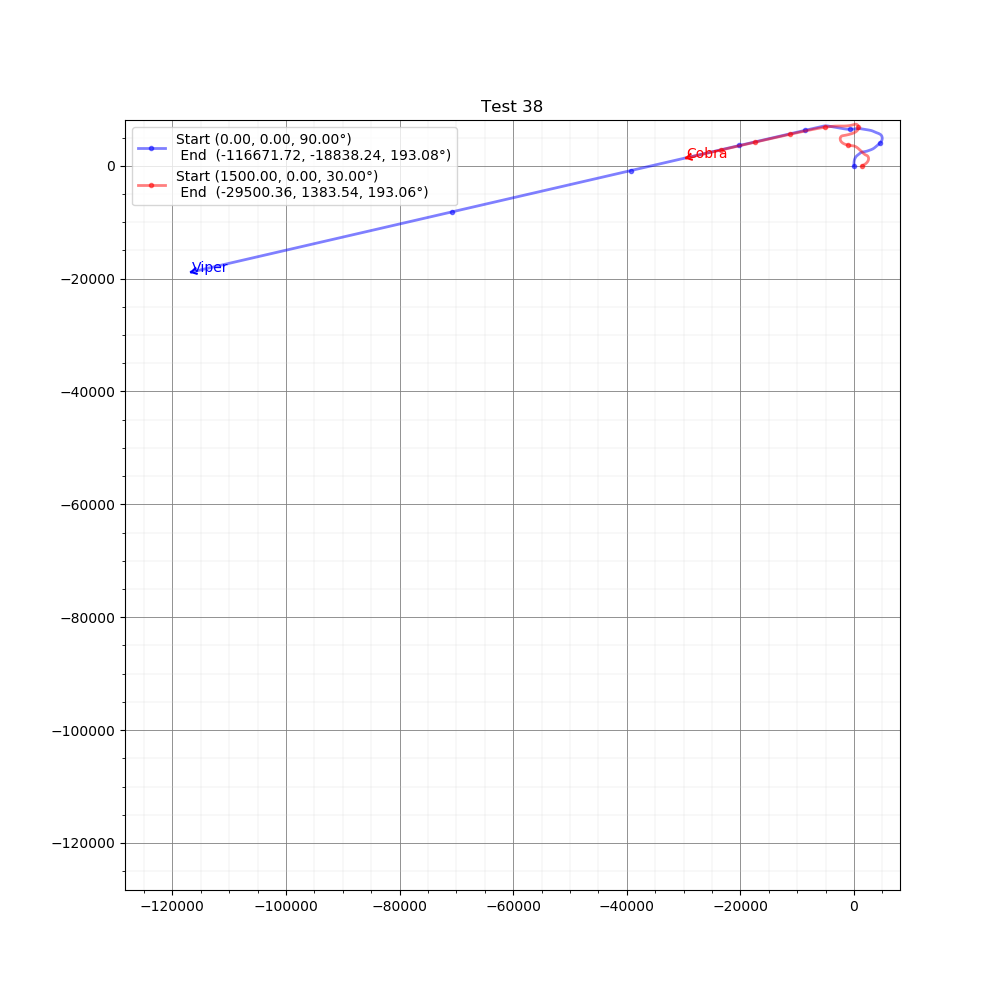 Test 38
Start (0.00, 0.00, 90.00°)
End (-116671.72, -18838.24, 193.08°)
Start (1500.00, 0.00, 30.00°)
End (-29500.36, 1383.54, 193.06°)
Cobra
Viper
0
−20000
−40000
−60000
−80000
−100000
−120000
−120000 −100000 −80000 −60000 −40000 −20000 0